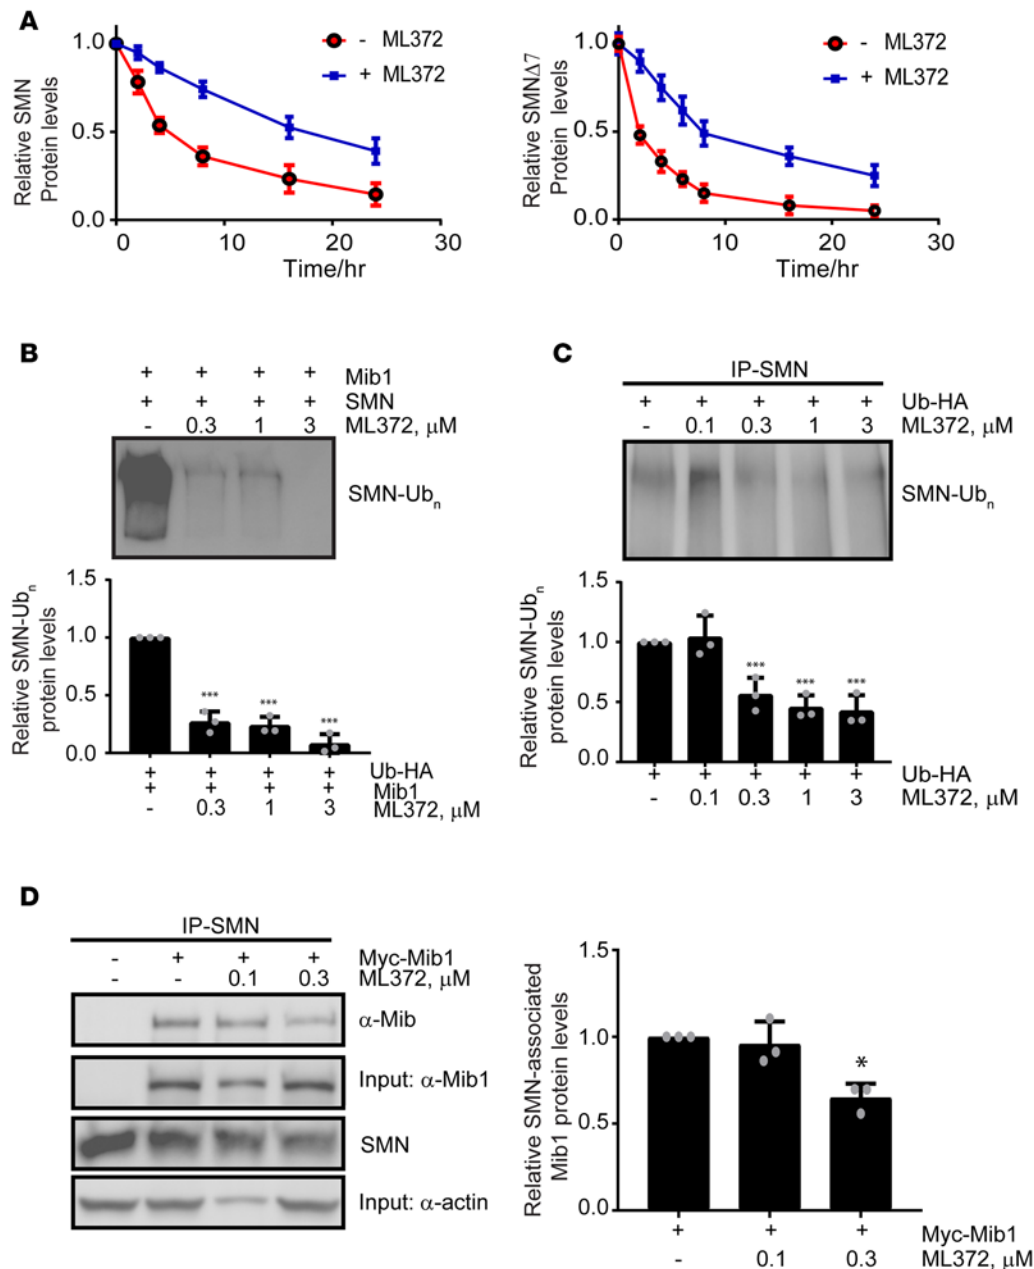 A
Relative SMN
Protein levels
1.0
0.5
0.0
0
10
20
30
Time/hr
- ML372
+ ML372
Relative SMNΔ7
Protein levels
1.0
0.5
0.0
0
10
20
30
Time/hr
- ML372
+ ML372
B
+ + + + Mib1
+ + + + SMN
- 0.3 1 3 ML372, μM
SMN-Ubn
Relative SMN-Ubn
protein levels
1.5
1.0
0.5
0.0
*** *** ***
+ + + + Ub-HA
+ + + + Mib1
- 0.3 1 3 ML372, μM
C
IP-SMN
+ + + + + Ub-HA
- 0.1 0.3 1 3 ML372, μM
SMN-Ubn
Relative SMN-Ubn
protein levels
1.5
1.0
0.5
0.0
*** *** ***
+ + + + + Ub-HA
- 0.1 0.3 1 3 ML372, μM
D
IP-SMN
- + + + Myc-Mib1
- - 0.1 0.3 ML372, μM
α-Mib
Input: α-Mib1
SMN
Input: α-actin
Relative SMN-associated
Mib1 protein levels
1.5
1.0
0.5
0.0
*
+ + + Myc-Mib1
- 0.1 0.3 ML372, μM